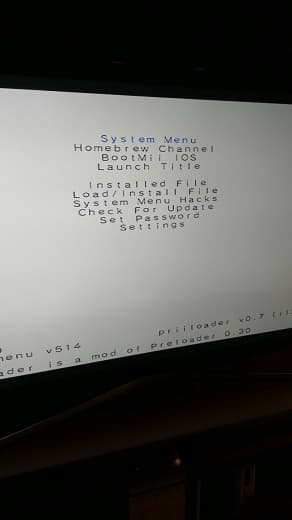 System Menu
Homebrew Channel
BootMii IOS
Launch Title
Installed File
Load/Install File
System Menu Hacks
Check For Update
Set Password
Settings
priiloader v0.7
menu v514
ader is a mod of Preloader 0.30